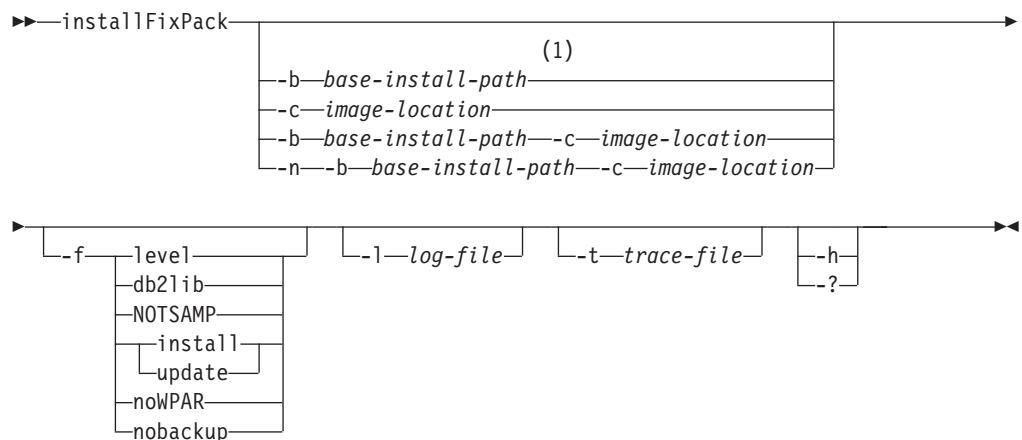 installFixPack
(1)
-b base-install-path
-c image-location
-b base-install-path -c image-location
-n -b base-install-path -c image-location
-f level -l log-file -t trace-file -h
db2lib -?
NOTSAMP
install
update
noWPAR
nobackup